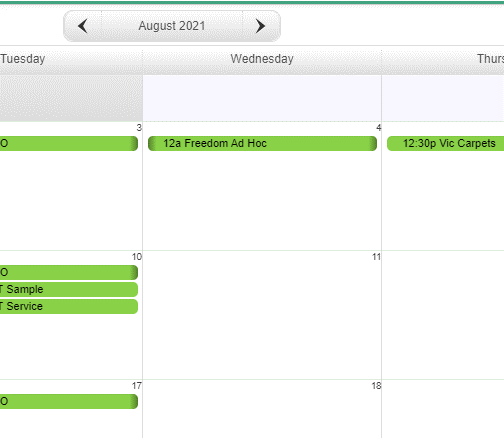 August 2021
Tuesday Wednesday Thurs
3 4
O 12a Freedom Ad Hoc 12:30p Vic Carpets
10 11
O
T Sample
T Service
17 18
O